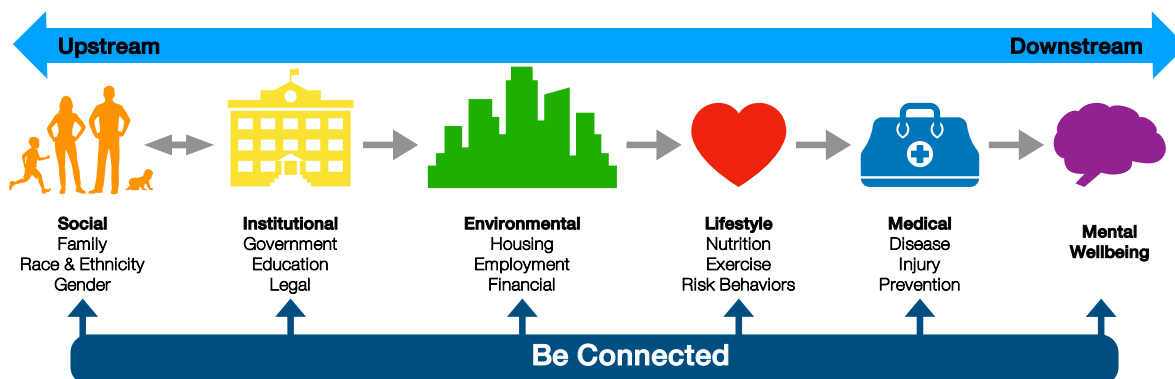 Upstream
Downstream
Social
Family
Race & Ethnicity
Gender
Institutional
Government
Education
Legal
Environmental
Housing
Employment
Financial
Lifestyle
Nutrition
Exercise
Risk Behaviors
Medical
Disease
Injury
Prevention
Mental
Wellbeing
Be Connected